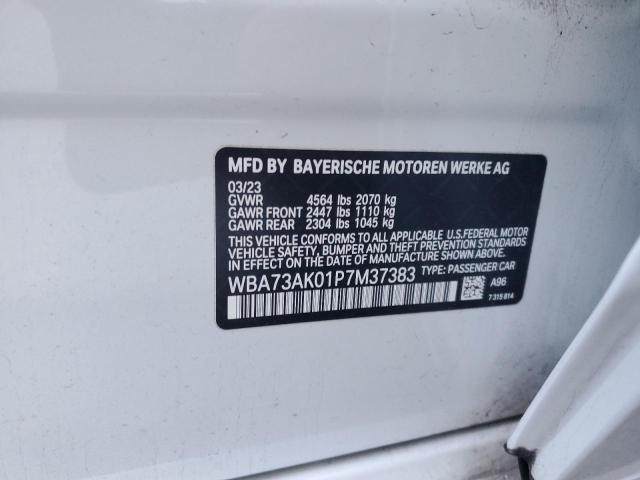 MFD BY BAYERISCHE MOTOREN WERKE AG
03/23
GVWR 4564 lbs 2070 kg
GAWR FRONT 2447 lbs 1110 kg
GAWR REAR 2304 lbs 1045 kg
THIS VEHICLE CONFORMS TO ALL APPLICABLE U.S.FEDERAL MOTOR
VEHICLE SAFETY, BUMPER AND THEFT PREVENTION STANDARDS
IN EFFECT ON THE DATE OF MANUFACTURE SHOWN ABOVE.
WBA73AK01P7M37383 TYPE: PASSENGER CAR
A96
7 315 814